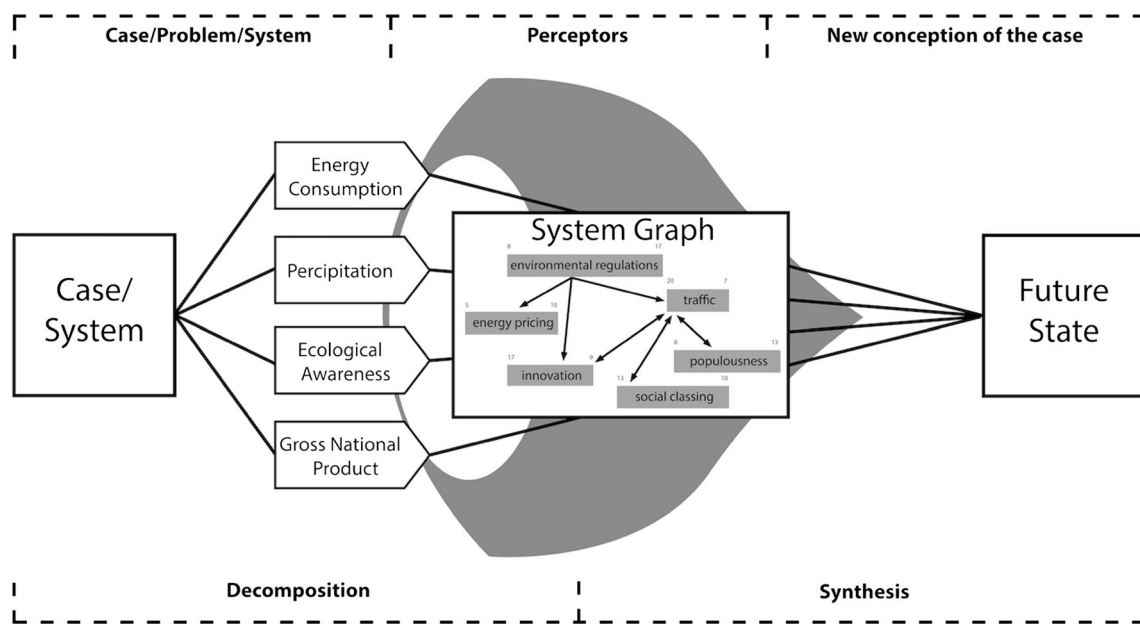 Case/Problem/System
Perceptors
New conception of the case
Energy
Consumption
Percipitation
Ecological
Awareness
Gross National
Product
Case/
System
System Graph
8
17
environmental regulations
20
7
traffic
5
10
energy pricing
17
9
innovation
8
13
populousness
13
10
social classing
Future
State
Decomposition
Synthesis